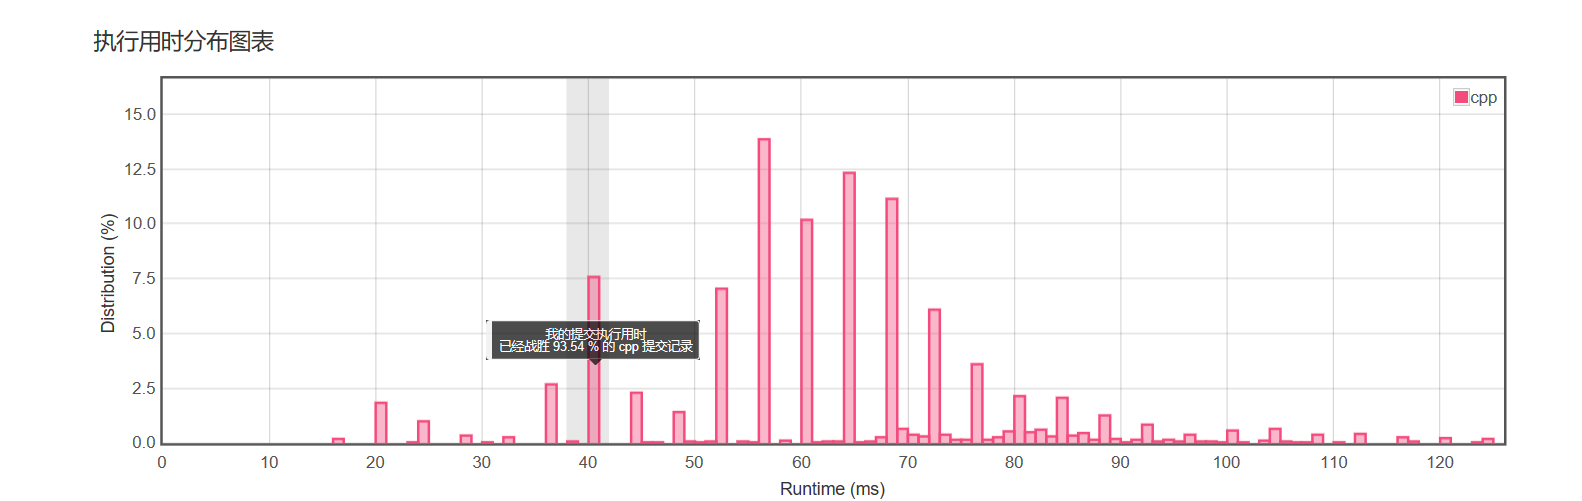 执行用时分布图表
cpp
15.0
12.5
10.0
7.5
5.0
2.5
0.0
Distribution (%)
我的提交执行用时
已经战胜 93.54 % 的 cpp 提交记录
0 10 20 30 40 50 60 70 80 90 100 110 120
Runtime (ms)